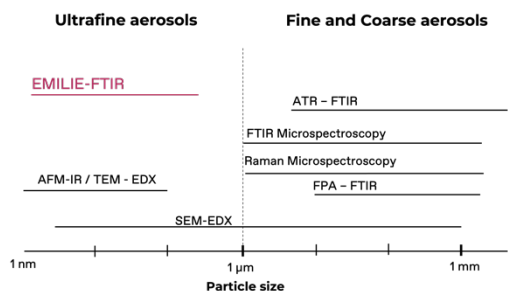 Ultrafine aerosols
Fine and Coarse aerosols
EMILIE-FTIR
ATR – FTIR
FTIR Microspectroscopy
Raman Microspectroscopy
AFM-IR / TEM - EDX
FPA – FTIR
SEM-EDX
1 nm
1 µm
1 mm
Particle size